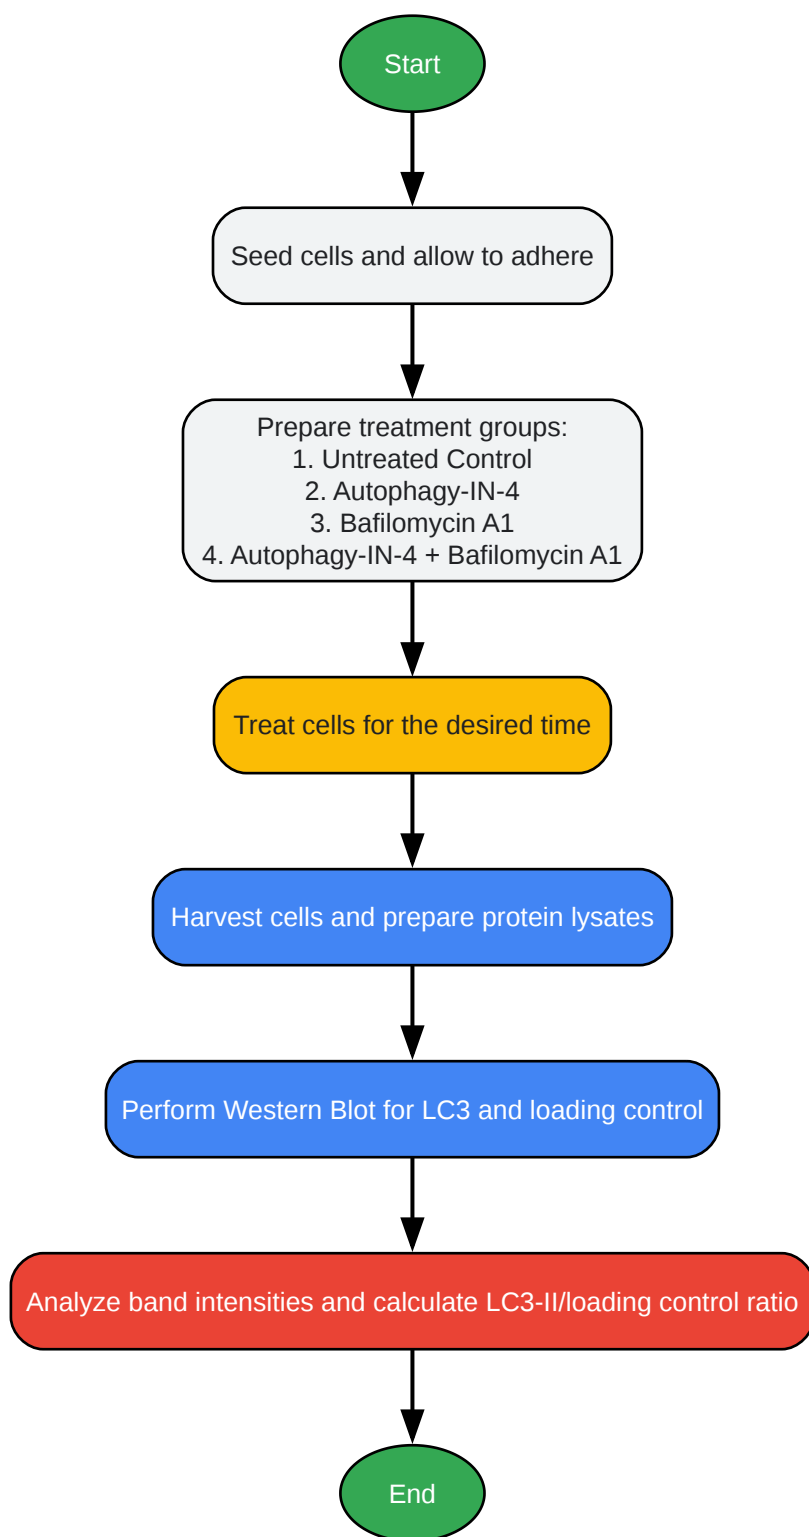 Start
Seed cells and allow to adhere
Prepare treatment groups:
1. Untreated Control
2. Autophagy-IN-4
3. Bafilomycin A1
4. Autophagy-IN-4 + Bafilomycin A1
Treat cells for the desired time
Harvest cells and prepare protein lysates
Perform Western Blot for LC3 and loading control
Analyze band intensities and calculate LC3-II/loading control ratio
End